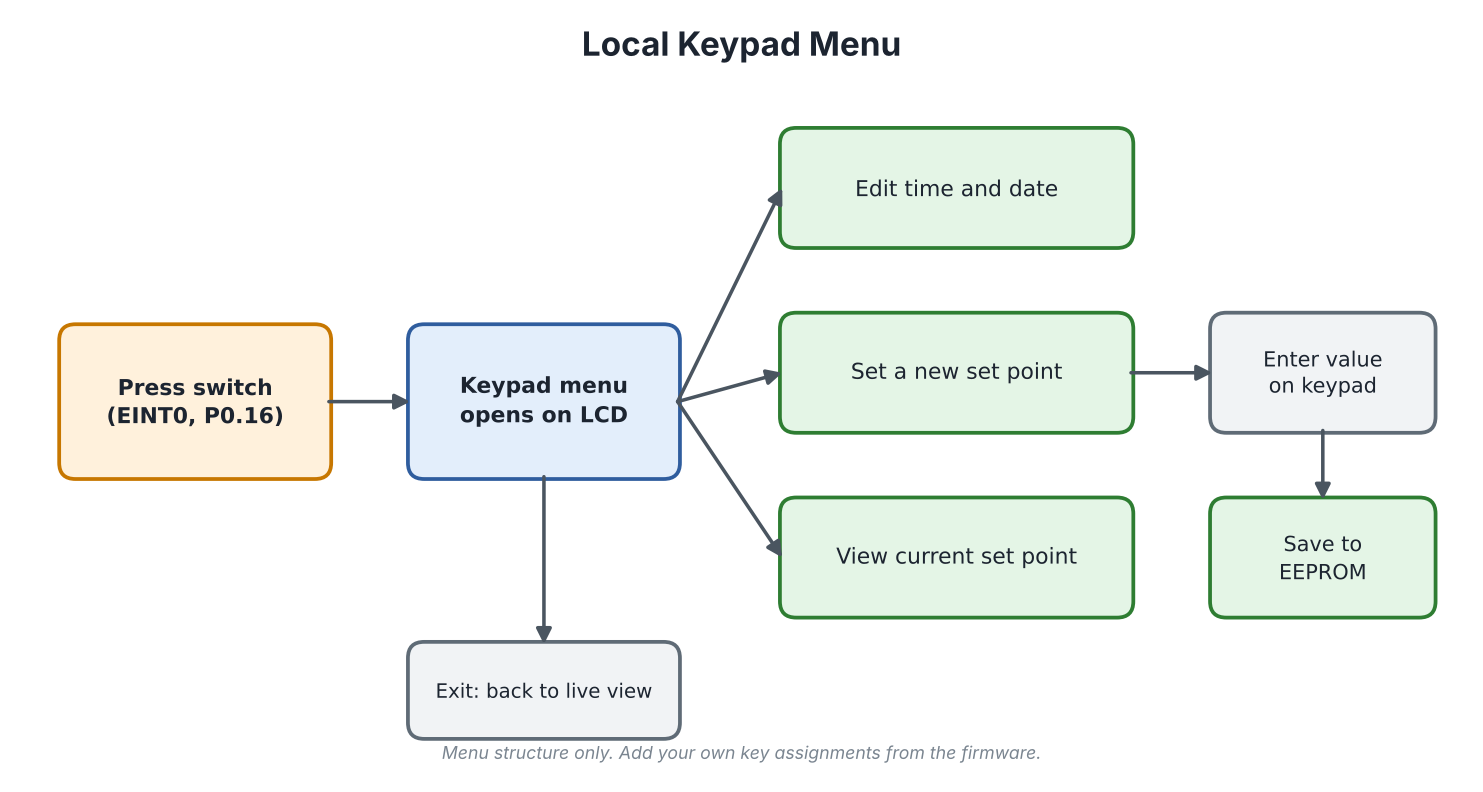 Local Keypad Menu
Press switch
(EINT0, P0.16)
Keypad menu
opens on LCD
Edit time and date
Set a new set point
View current set point
Enter value
on keypad
Save to
EEPROM
Exit: back to live view
Menu structure only. Add your own key assignments from the firmware.